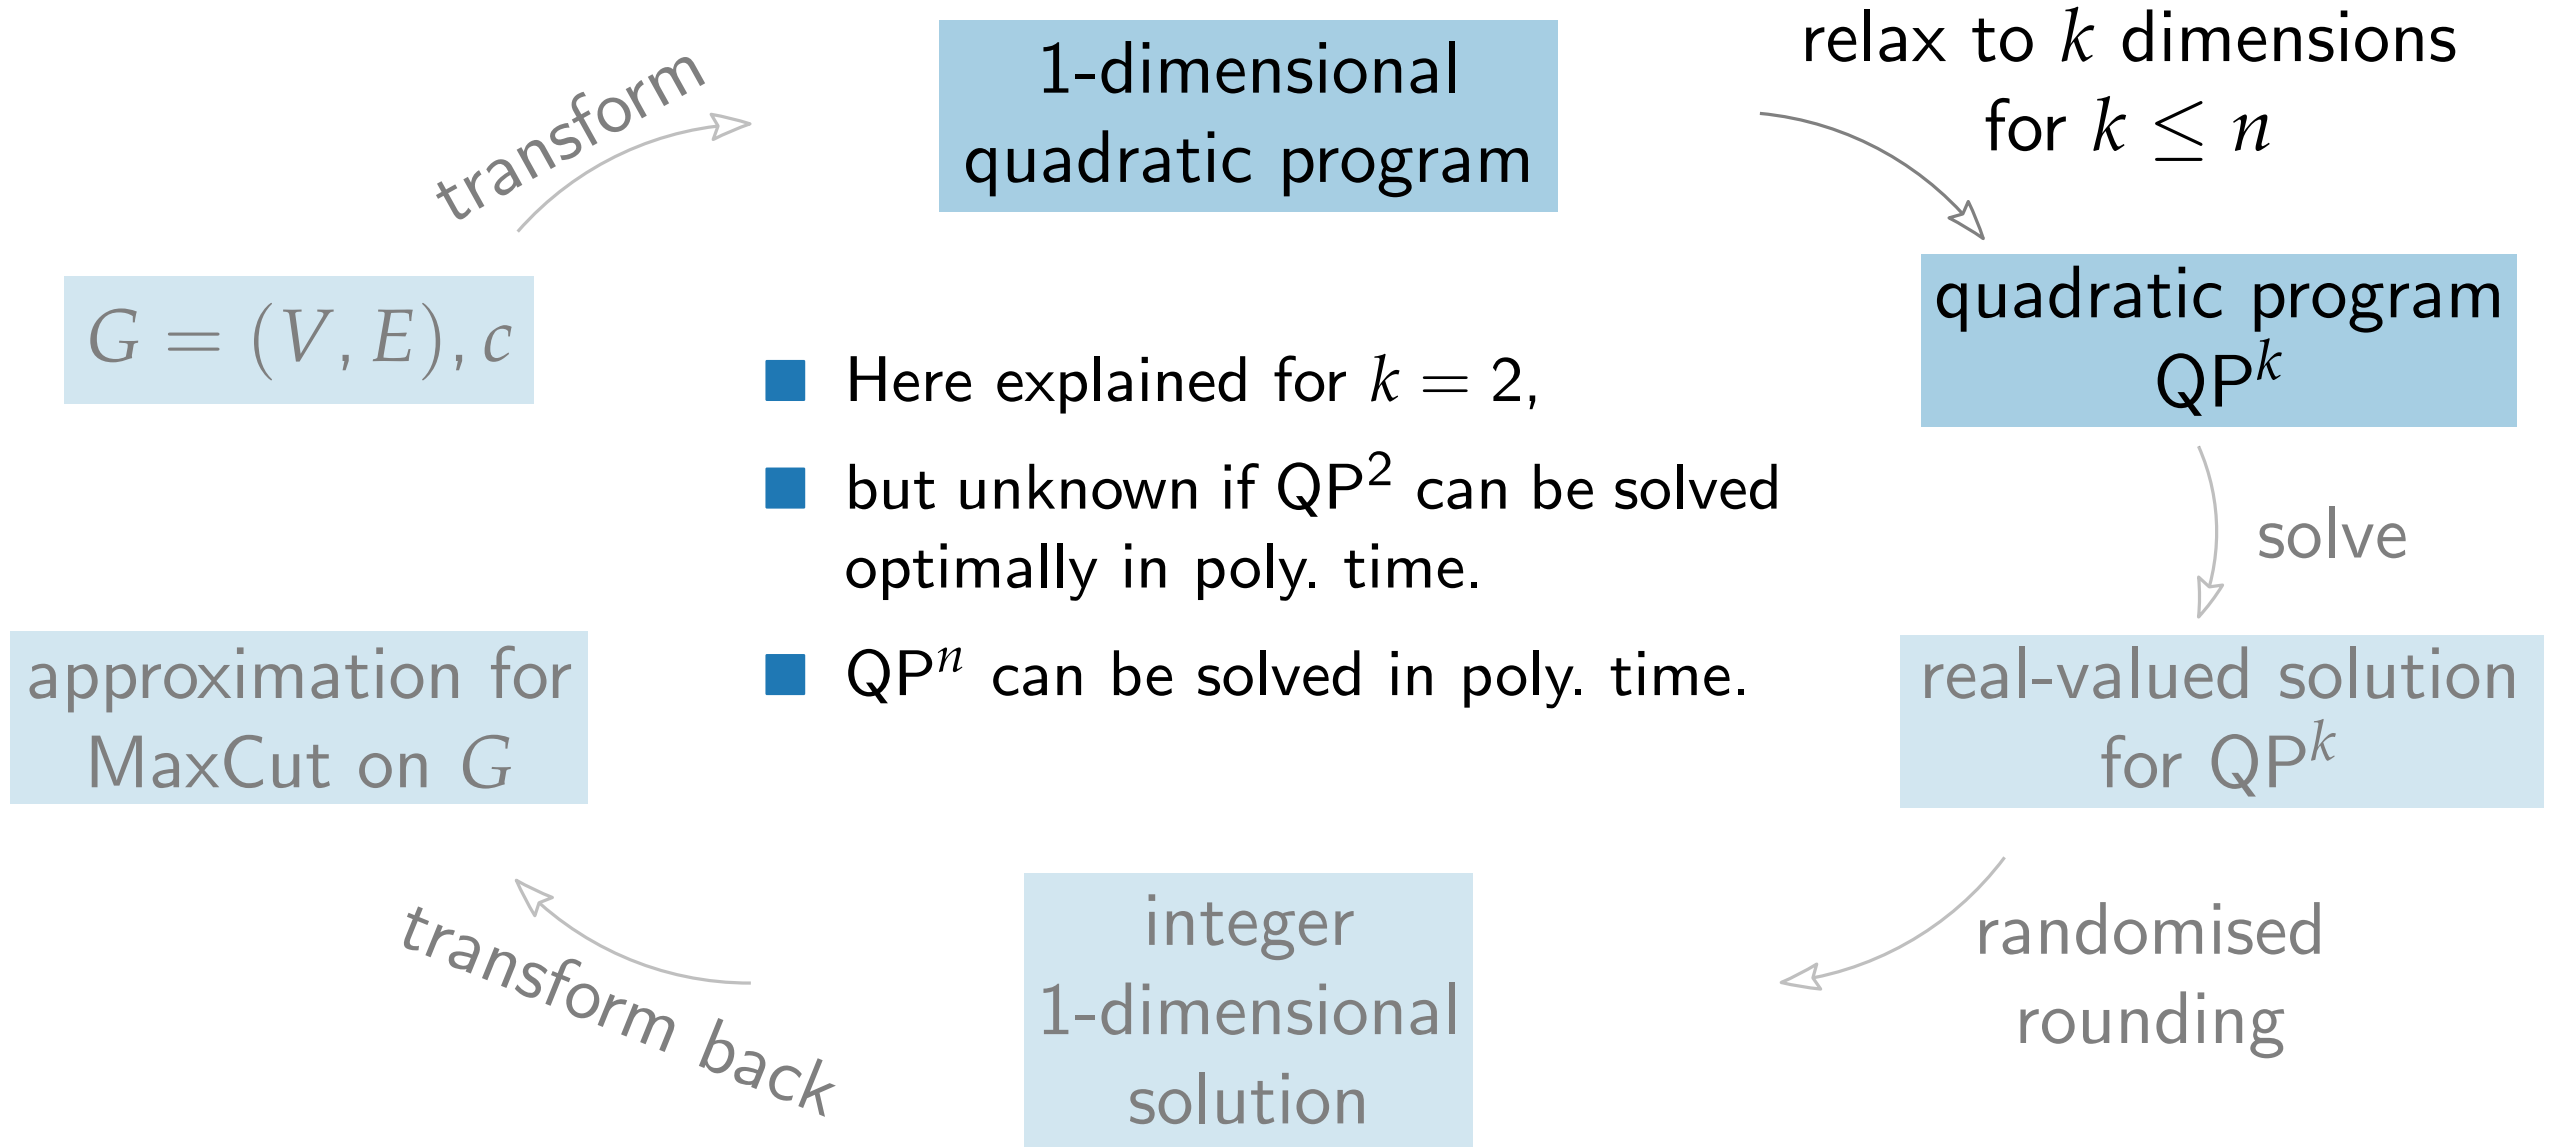 transform
1-dimensional
quadratic program
relax to k dimensions
for k ≤ n
G = (V, E), c
quadratic program
QP^k
■ Here explained for k = 2,
■ but unknown if QP^2 can be solved
optimally in poly. time.
■ QP^n can be solved in poly. time.
solve
approximation for
MaxCut on G
real-valued solution
for QP^k
transform back
integer
1-dimensional
solution
randomised
rounding